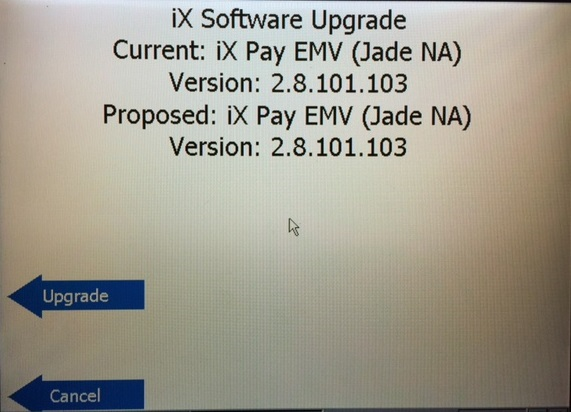 iX Software Upgrade
Current: iX Pay EMV (Jade NA)
Version: 2.8.101.103
Proposed: iX Pay EMV (Jade NA)
Version: 2.8.101.103
Upgrade
Cancel